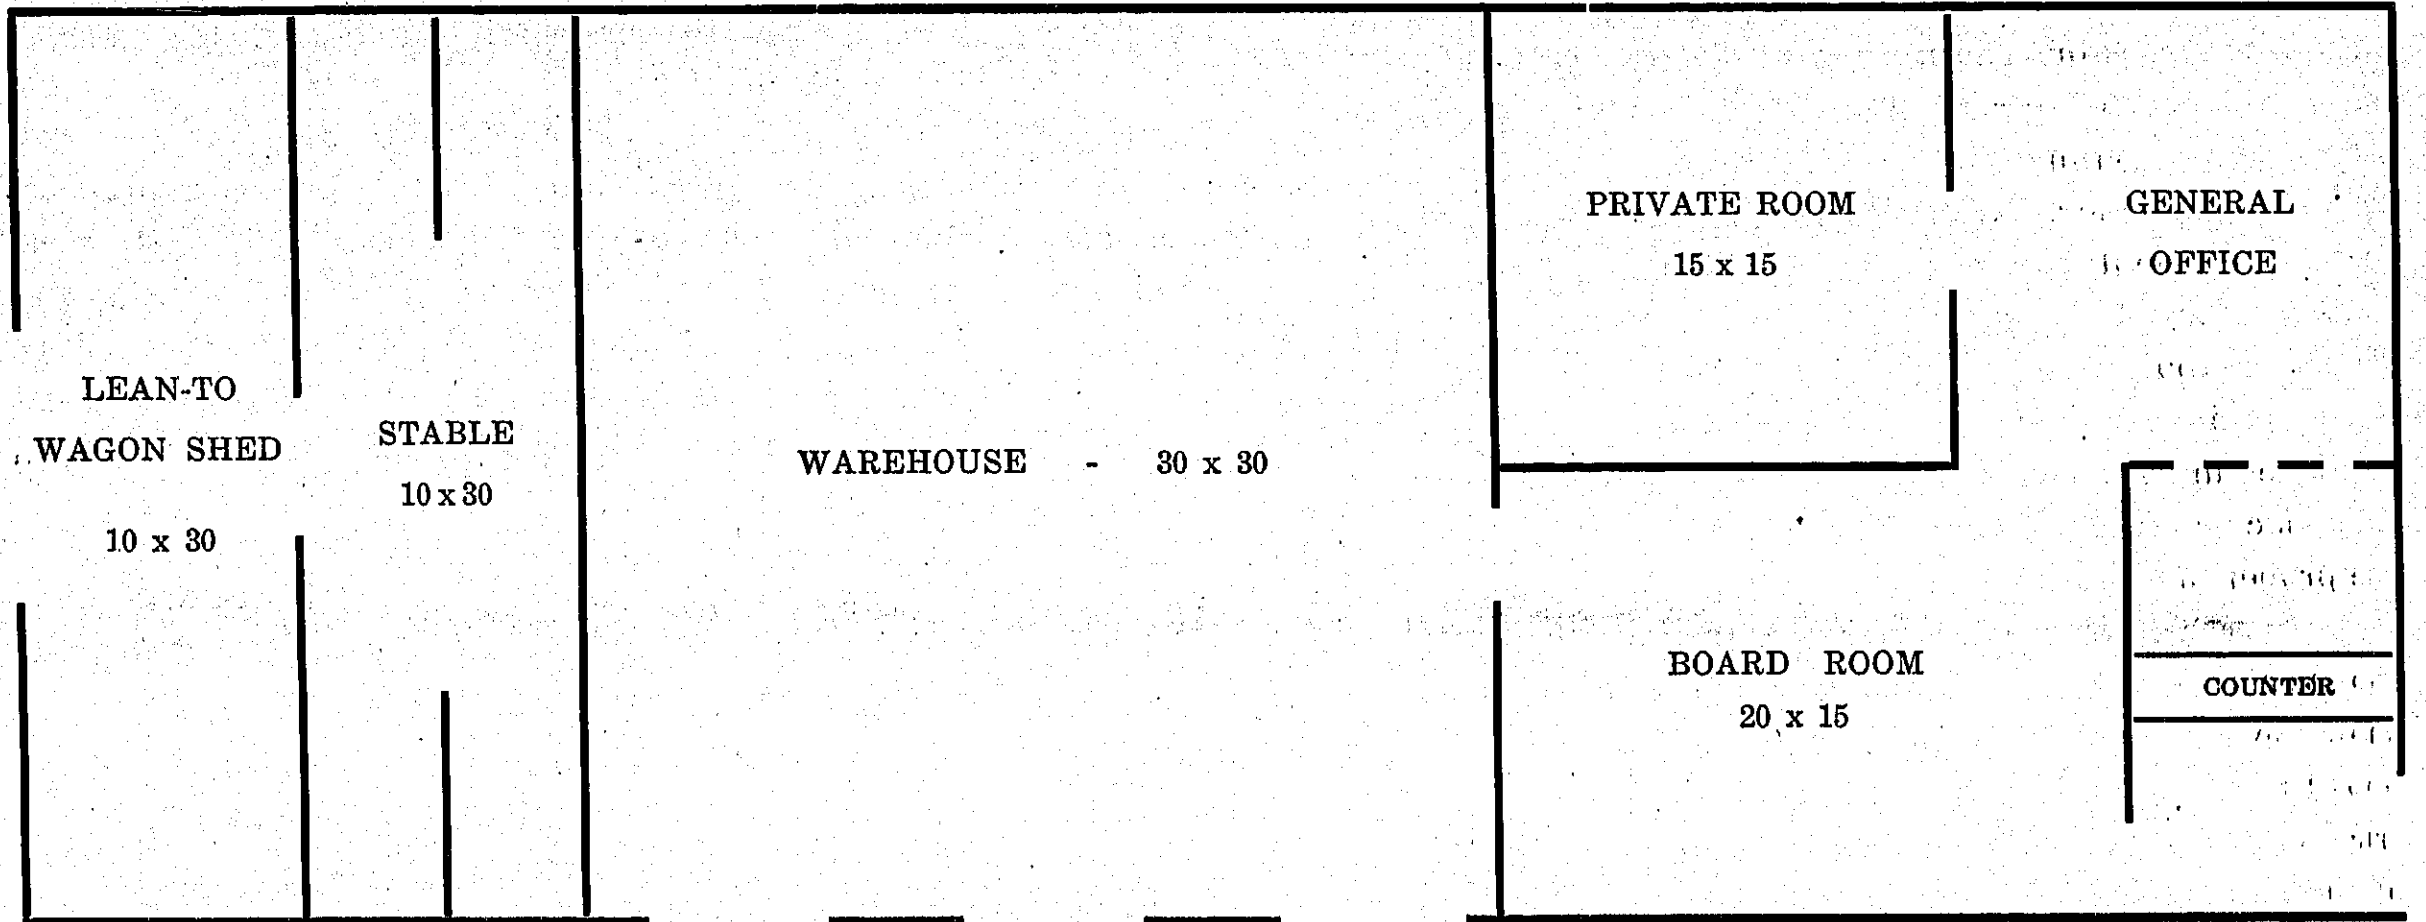 LEAN-TO
WAGON SHED
10 x 30
STABLE
10 x 30
WAREHOUSE - 30 x 30
PRIVATE ROOM
15 x 15
GENERAL
OFFICE
BOARD ROOM
20 x 15
COUNTER